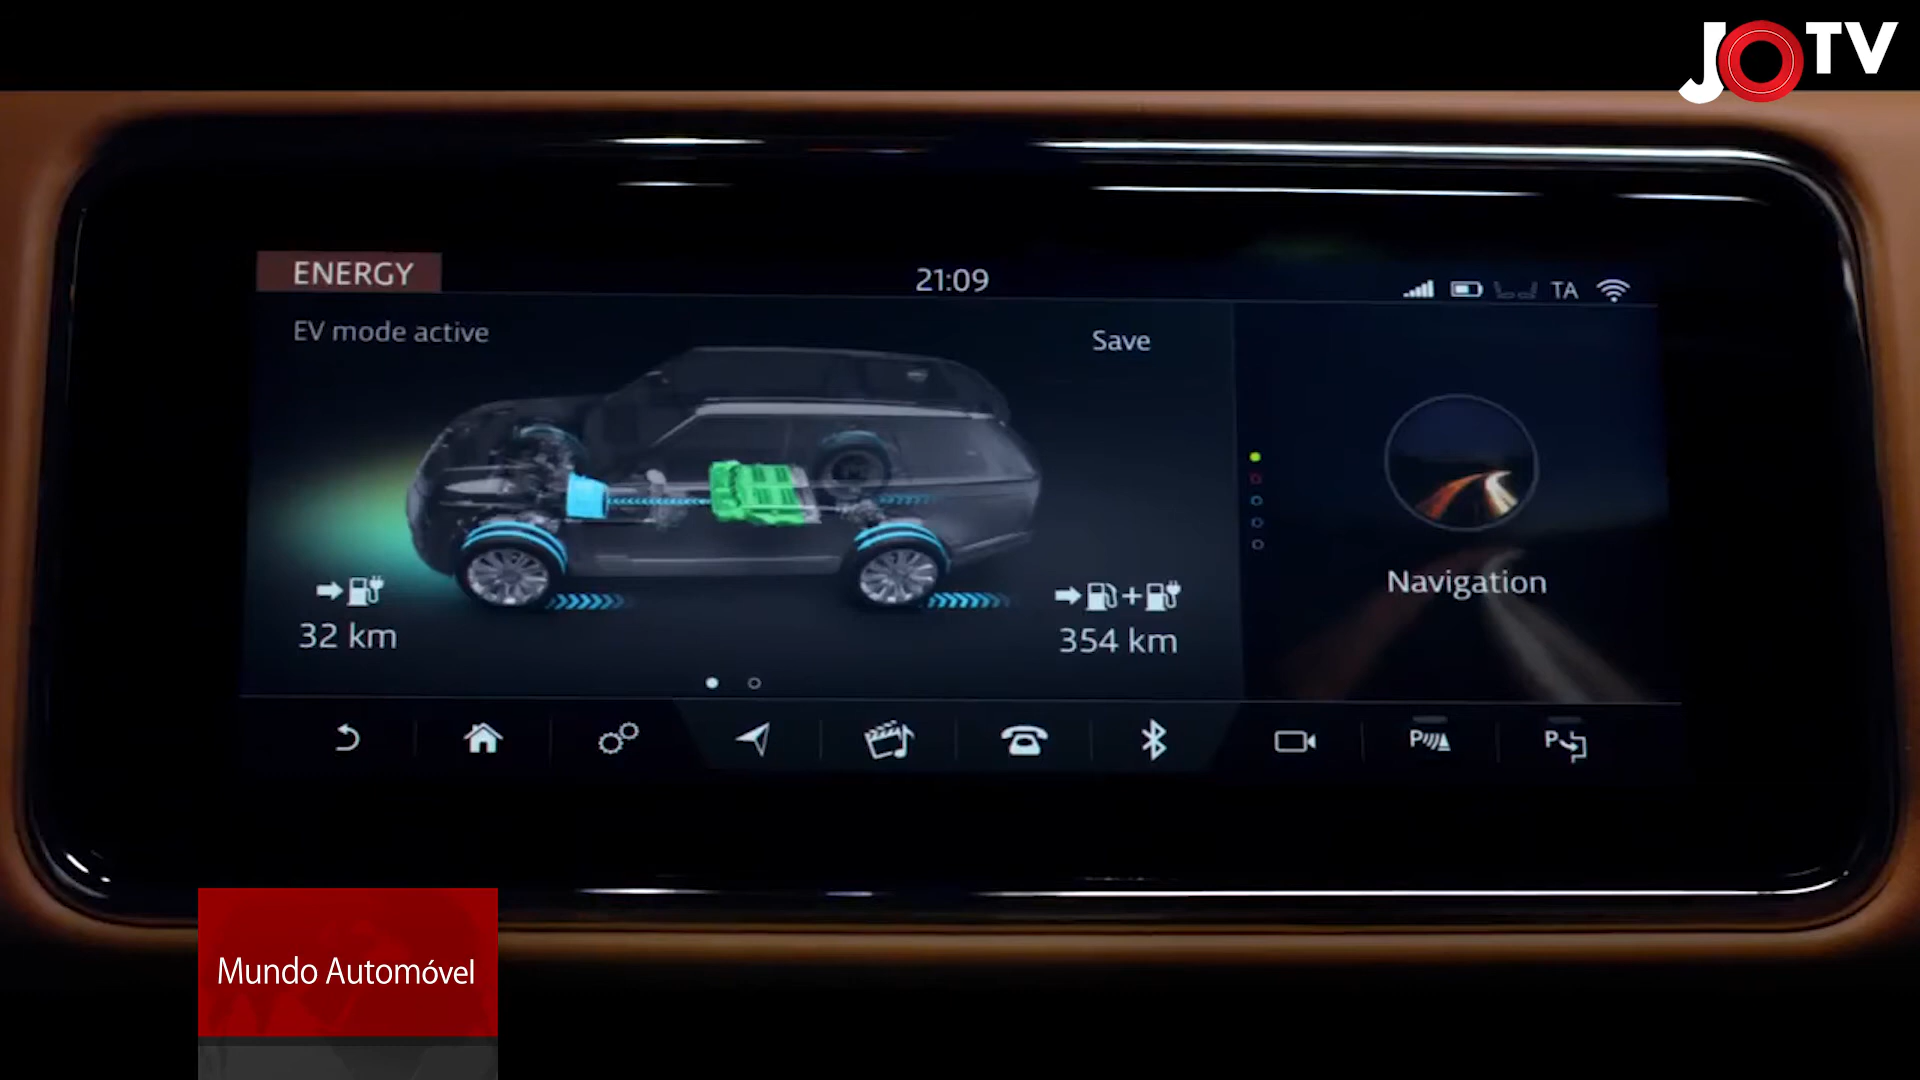 JOTV
ENERGY
21:09
TA
EV mode active
Save
32 km
+
354 km
Navigation
P
P
Mundo Automóvel